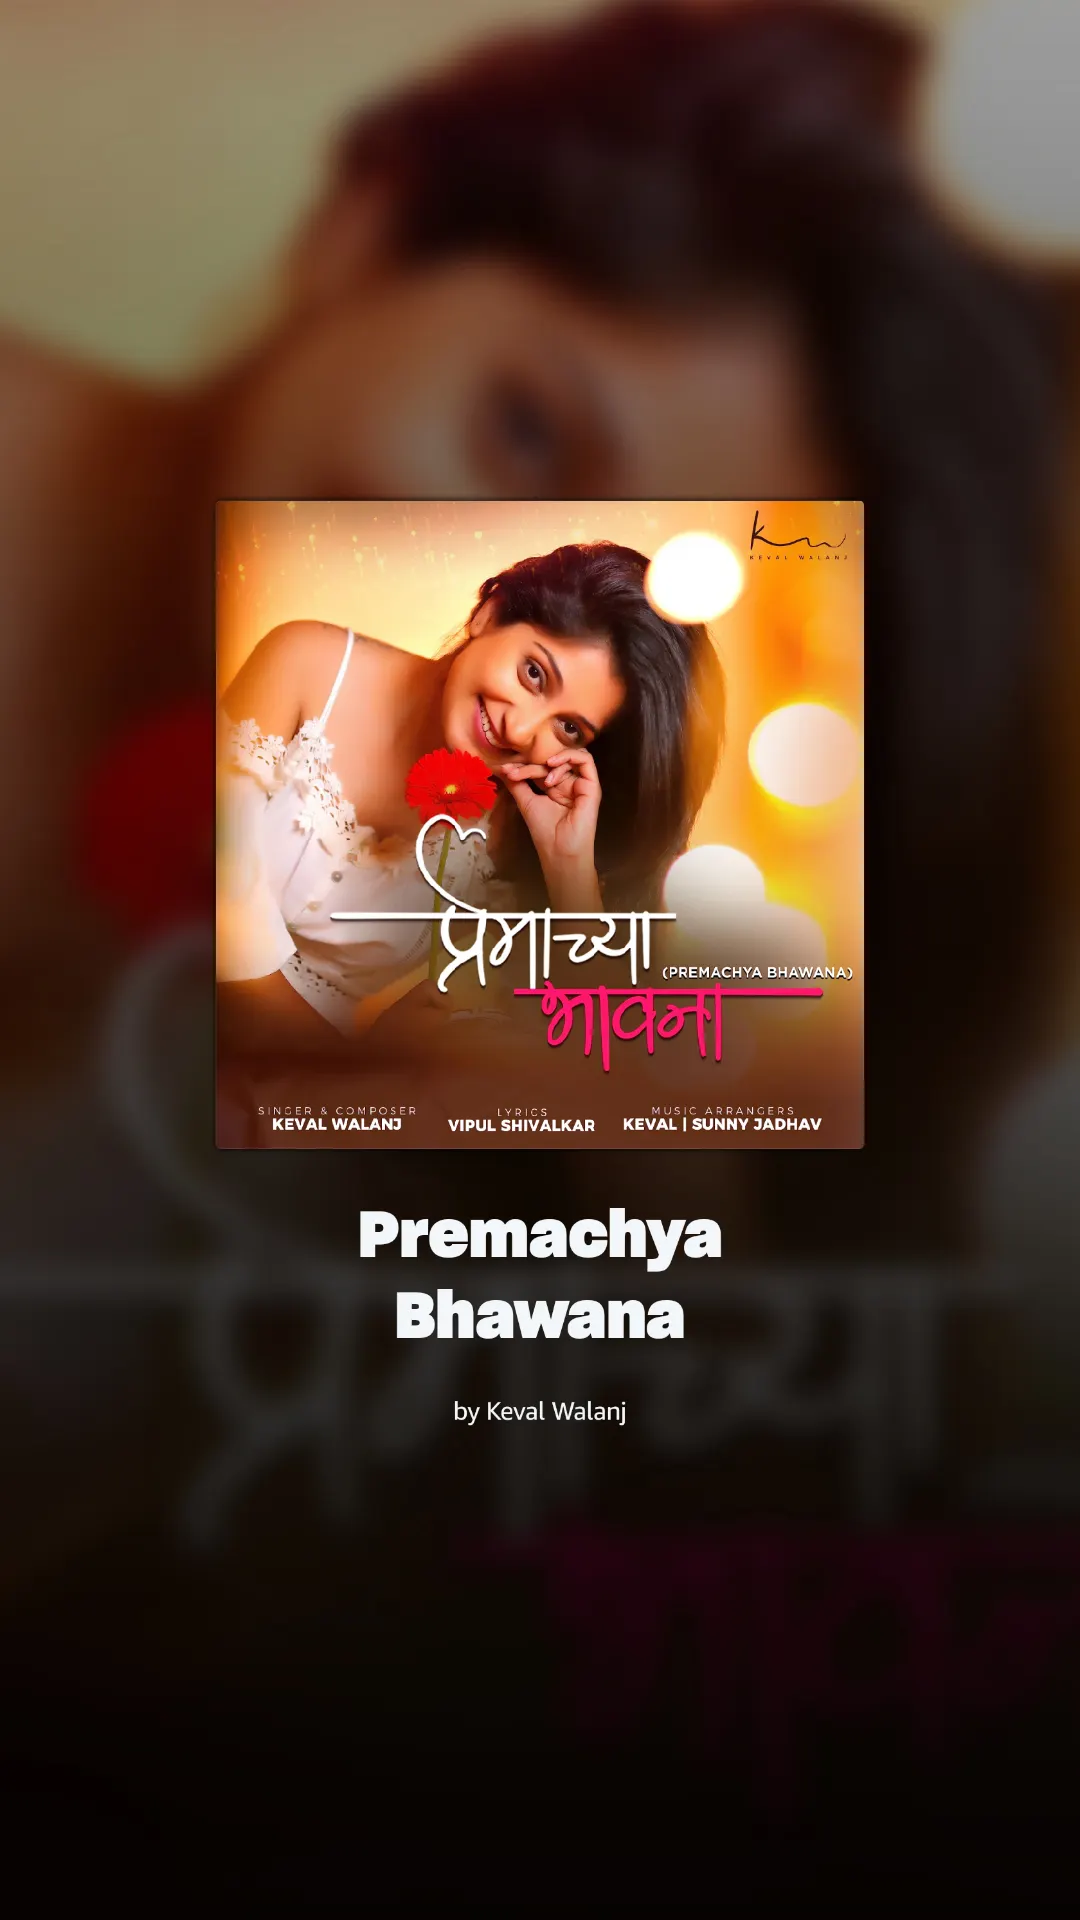 KEVAL WALANJ
प्रेमाच्या
(PREMACHYA BHAWANA)
भावना
SINGER & COMPOSER
KEVAL WALANJ
LYRICS
VIPUL SHIVALKAR
MUSIC ARRANGERS
KEVAL | SUNNY JADHAV
Premachya
Bhawana
by Keval Walanj